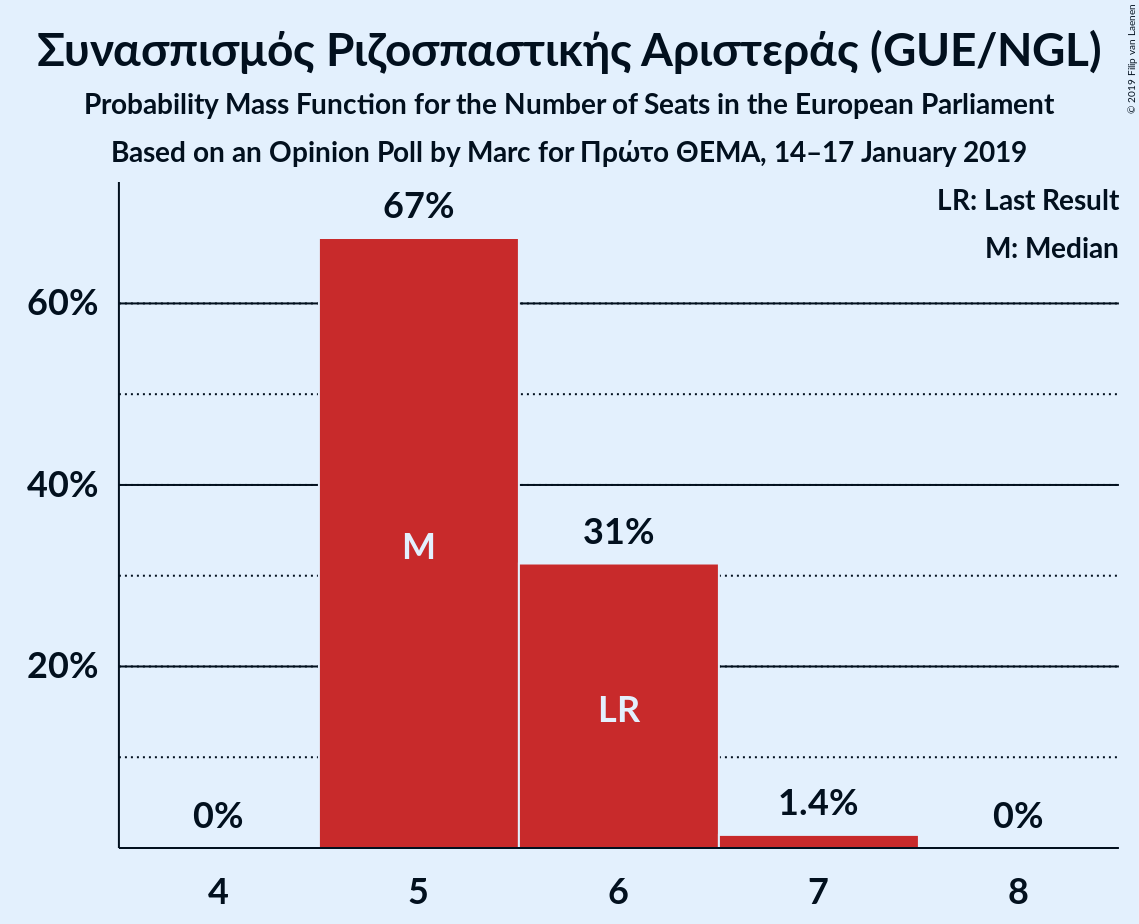 Συνασπισμός Ριζοσπαστικής Αριστεράς (GUE/NGL)
Probability Mass Function for the Number of Seats in the European Parliament
Based on an Opinion Poll by Marc for Πρώτο ΘΕΜΑ, 14–17 January 2019
© 2019 Filip van Laenen
LR: Last Result
M: Median
67%
60%
40%
M
31%
20%
LR
0%
1.4%
0%
4
5
6
7
8